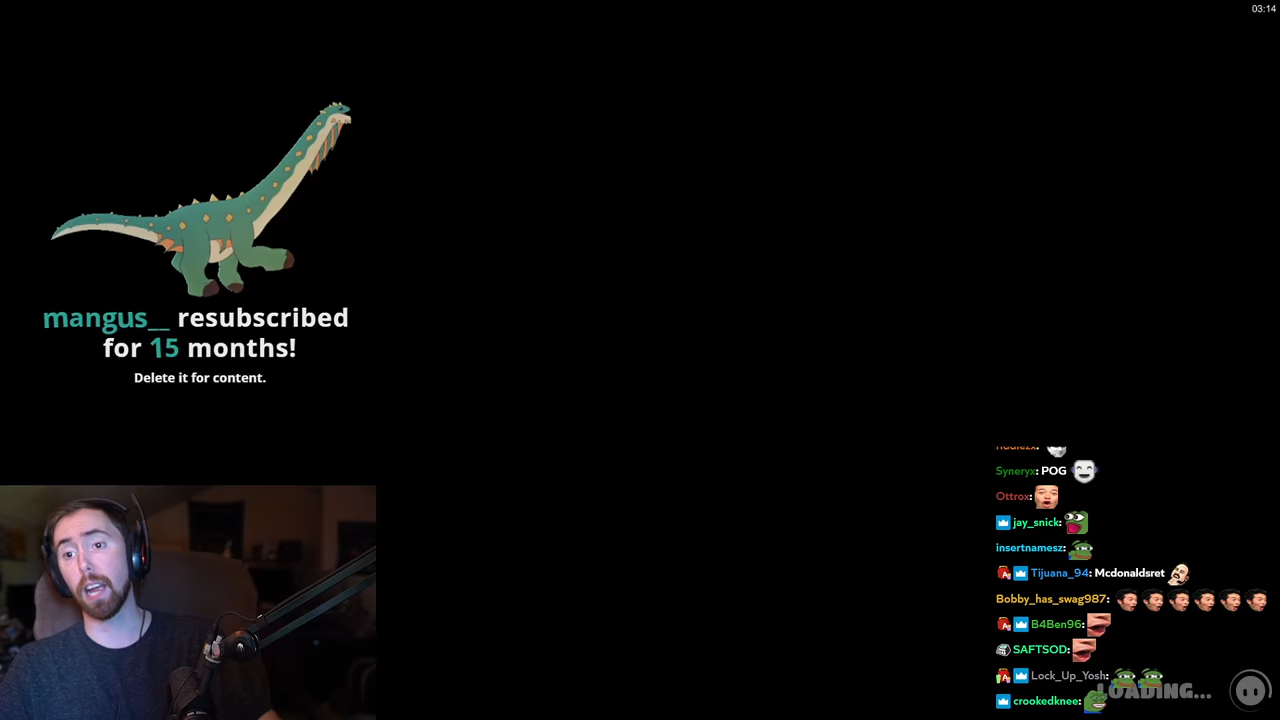 03:14
mangus__ resubscribed
for 15 months!
Delete it for content.
Syneryx: POG
Ottrox:
jay_snick:
insertnamesz:
Tijuana_94: Mcdonaldsret
Bobby_has_swag987:
B4Ben96:
SAFTSOD:
Lock_Up_Yosh:
LOADING...
crookedknee: